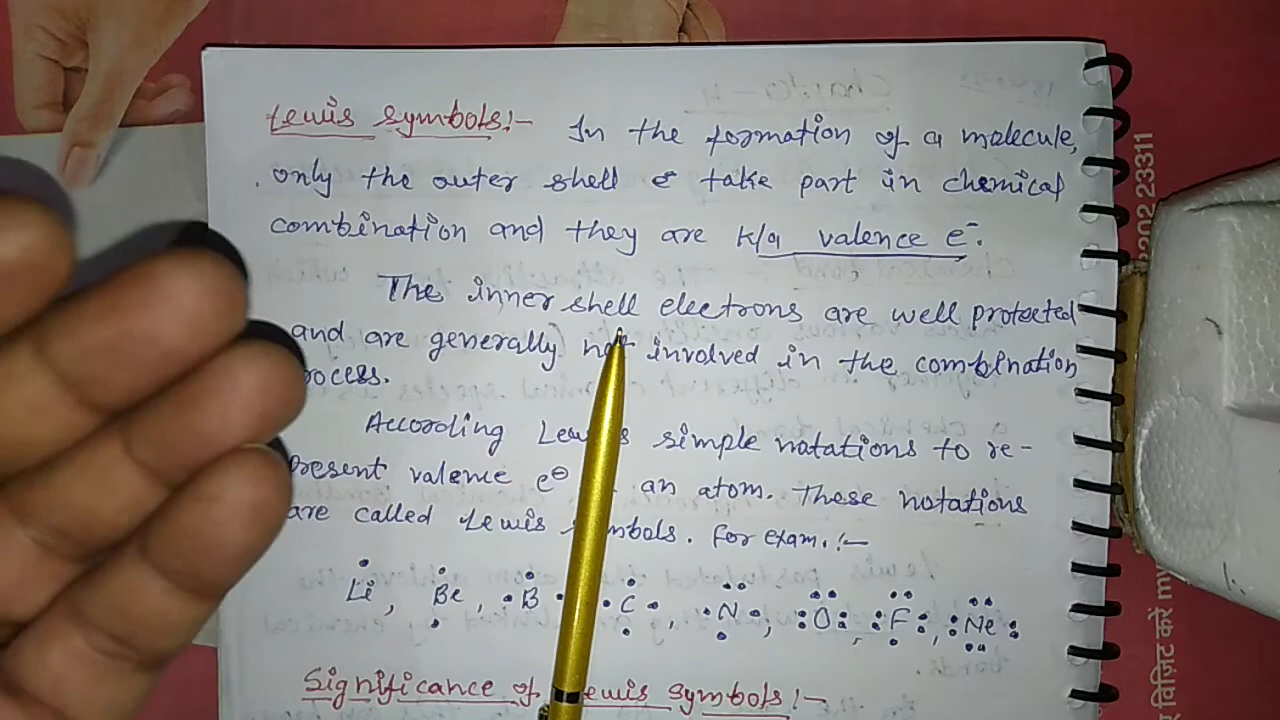 Lewis symbols:- In the formation of a molecule,
only the outer shell e take part in chemical
combination and they are k/a valence e-.
The inner shell electrons are well protected
and are generally involved in the combination
According simple notations to re-
present valence e⊖ an atom. These notations
are called Lewis. For exam.:-
Li, Be, B C, N, O, F, Ne
Significance of Lewis symbols:-
202 23311
विज़िट करें